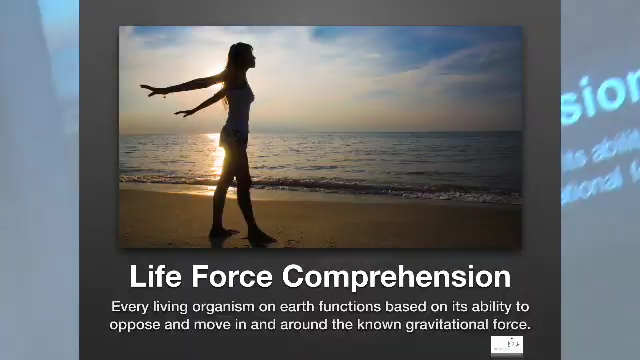 Life Force Comprehension
Every living organism on earth functions based on its ability to
oppose and move in and around the known gravitational force.